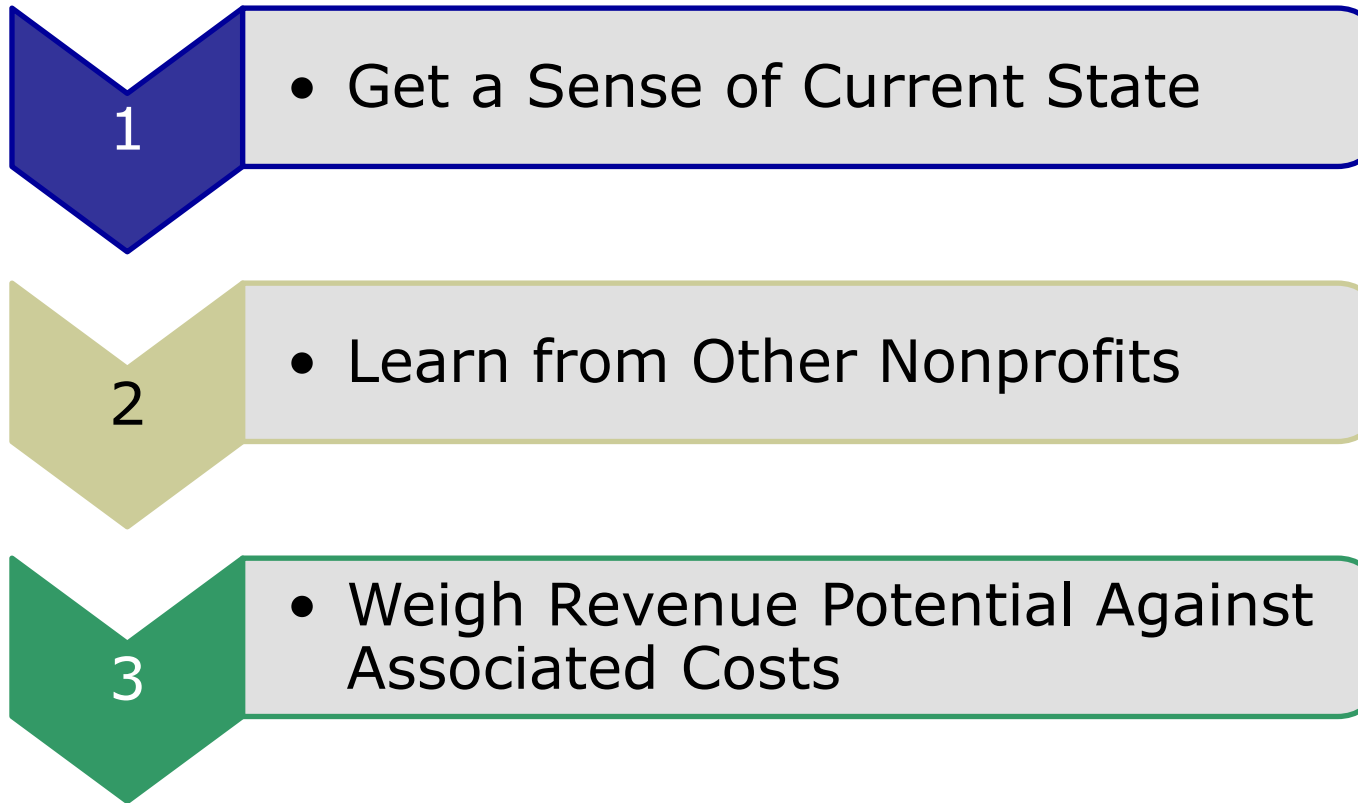 1
• Get a Sense of Current State
2
• Learn from Other Nonprofits
3
• Weigh Revenue Potential Against
Associated Costs